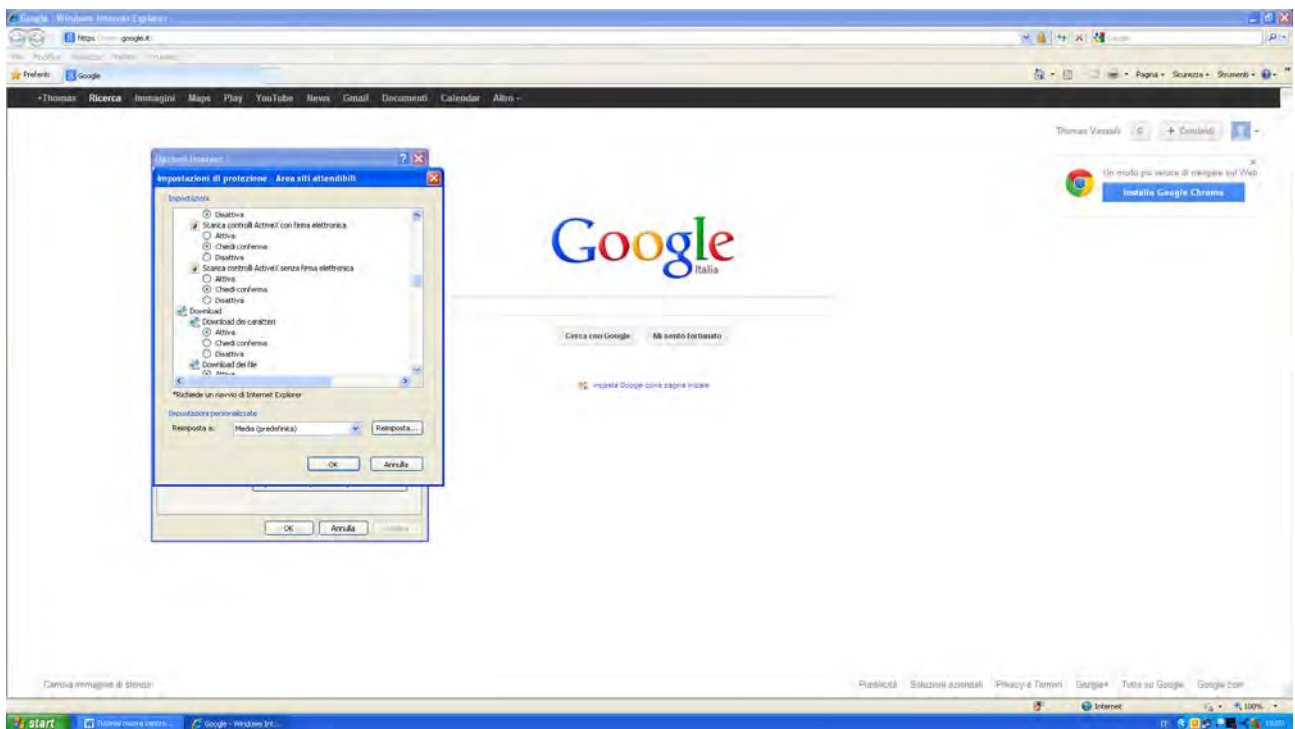 Google - Windows Internet Explorer
https google.it
Preferiti Google
Pagina Sicurezza Strumenti
+Thomas Ricerca Immagini Maps Play YouTube News Gmail Documenti Calendar Altro
Thomas + Condividi
Un modo più veloce di navigare sul Web
Installa Google Chrome
Opzioni Internet
Impostazioni di protezione - Area siti attendibili
Impostazioni
Disattiva
Scarica controlli ActiveX con firma elettronica
Attiva
Chiedi conferma
Disattiva
Scarica controlli ActiveX senza firma elettronica
Attiva
Chiedi conferma
Disattiva
Download
Download dei caratteri
Attiva
Chiedi conferma
Disattiva
Download dei file
Attiva
*Richiede un riavvio di Internet Explorer
Impostazioni personalizzate
Reimposta a: Media (predefinita) Reimposta...
OK Annulla
OK Annulla
Google
Italia
Cerca con Google Mi sento fortunato
Imposta Google come pagina iniziale
Cambia immagine di sfondo
Pubblicità Soluzioni aziendali Privacy e Termini Google+ Tutto su Google Google.com
Internet 100%
start Tutorial nuova Google - Windows Int...
IT